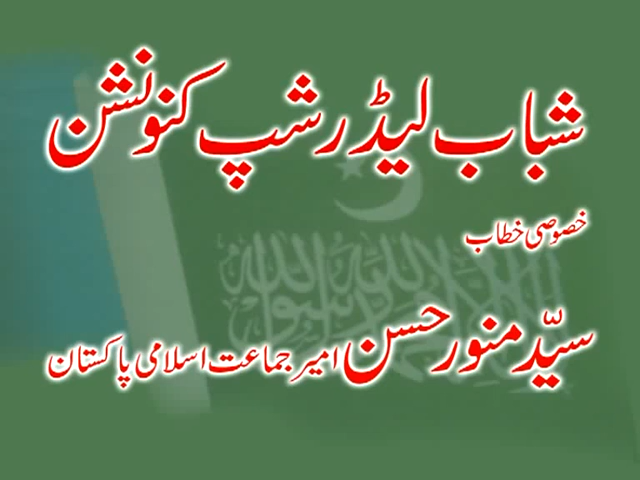 شباب لیڈرشپ کنونشن
خصوصی خطاب
سیّد منور حسن امیر جماعت اسلامی پاکستان